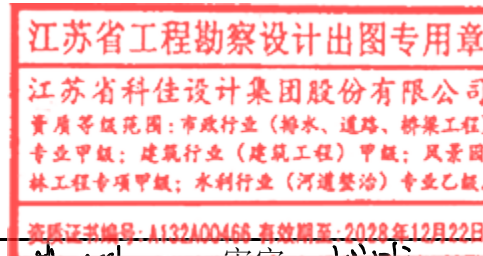 江苏省工程勘察设计出图专用章
江苏省科佳设计集团股份有限公司
资质等级范围：市政行业（排水、道路、桥梁工程）
专业甲级；建筑行业（建筑工程）甲级；风景园
林工程专项甲级；水利行业（河道整治）专业乙级。
资质证书编号：A132A00466 有效期至：2028年12月22日